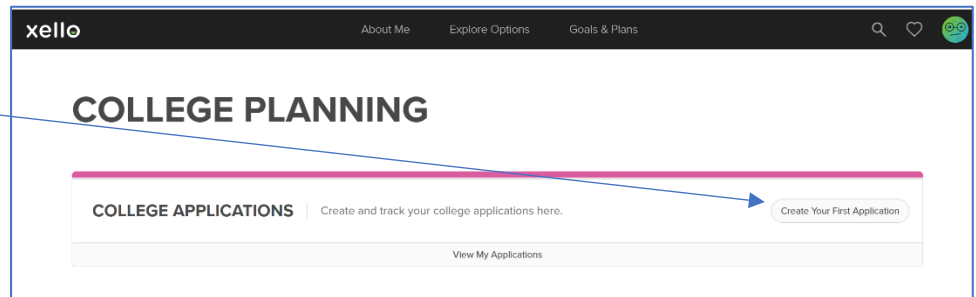 xello About Me Explore Options Goals & Plans
COLLEGE PLANNING
COLLEGE APPLICATIONS Create and track your college applications here. Create Your First Application
View My Applications